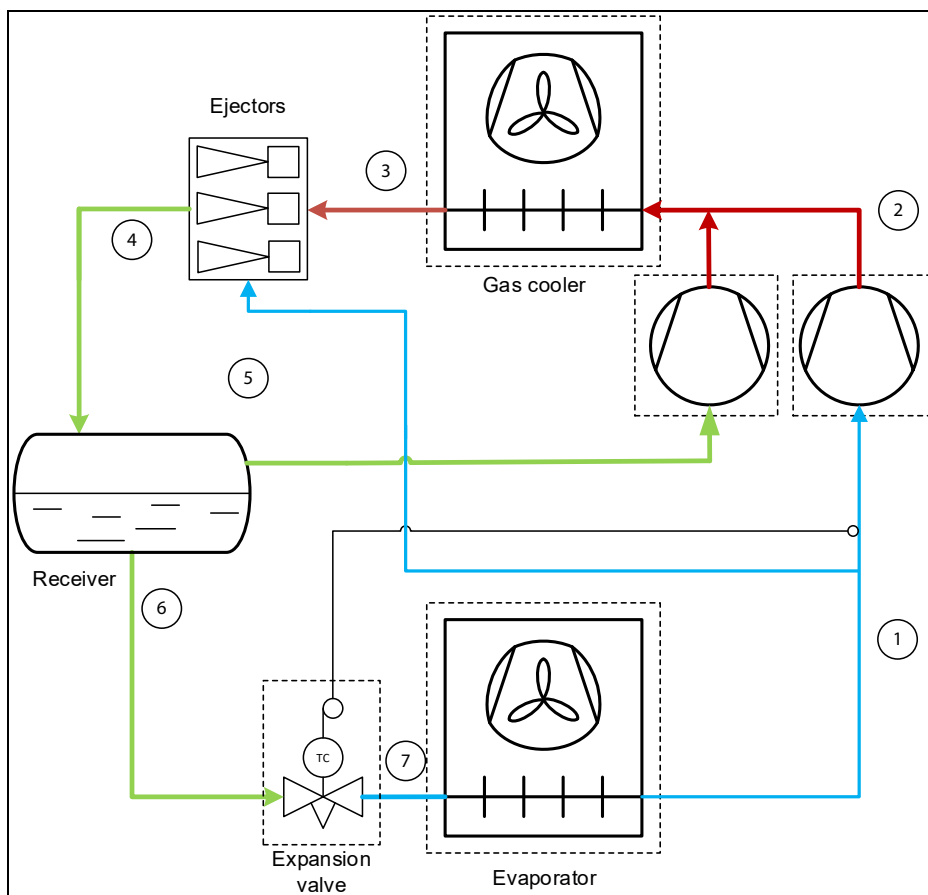 Ejectors
3
2
4
Gas cooler
5
Receiver
6
1
TC
7
Expansion
valve
Evaporator